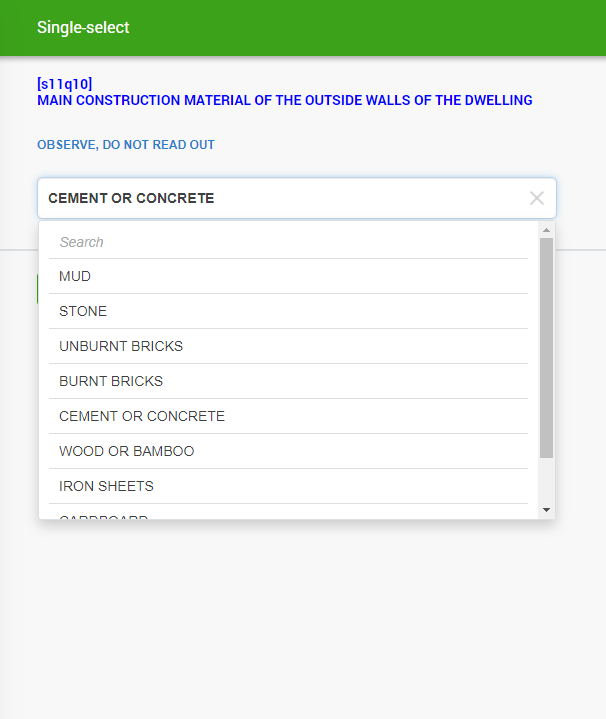 Single-select
[s11q10]
MAIN CONSTRUCTION MATERIAL OF THE OUTSIDE WALLS OF THE DWELLING
OBSERVE, DO NOT READ OUT
CEMENT OR CONCRETE
Search
MUD
STONE
UNBURNT BRICKS
BURNT BRICKS
CEMENT OR CONCRETE
WOOD OR BAMBOO
IRON SHEETS
CARDBOARD